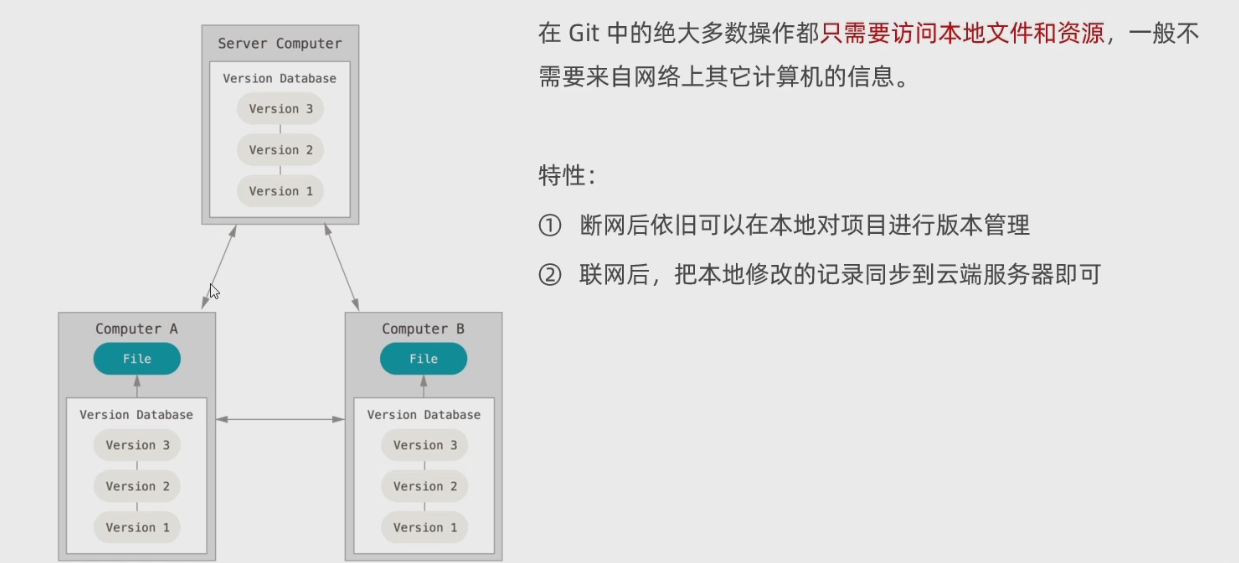 Server Computer
Version Database
Version 3
Version 2
Version 1
Computer A
File
Version Database
Version 3
Version 2
Version 1
Computer B
File
Version Database
Version 3
Version 2
Version 1
在 Git 中的绝大多数操作都只需要访问本地文件和资源，一般不
需要来自网络上其它计算机的信息。
特性：
① 断网后依旧可以在本地对项目进行版本管理
② 联网后，把本地修改的记录同步到云端服务器即可